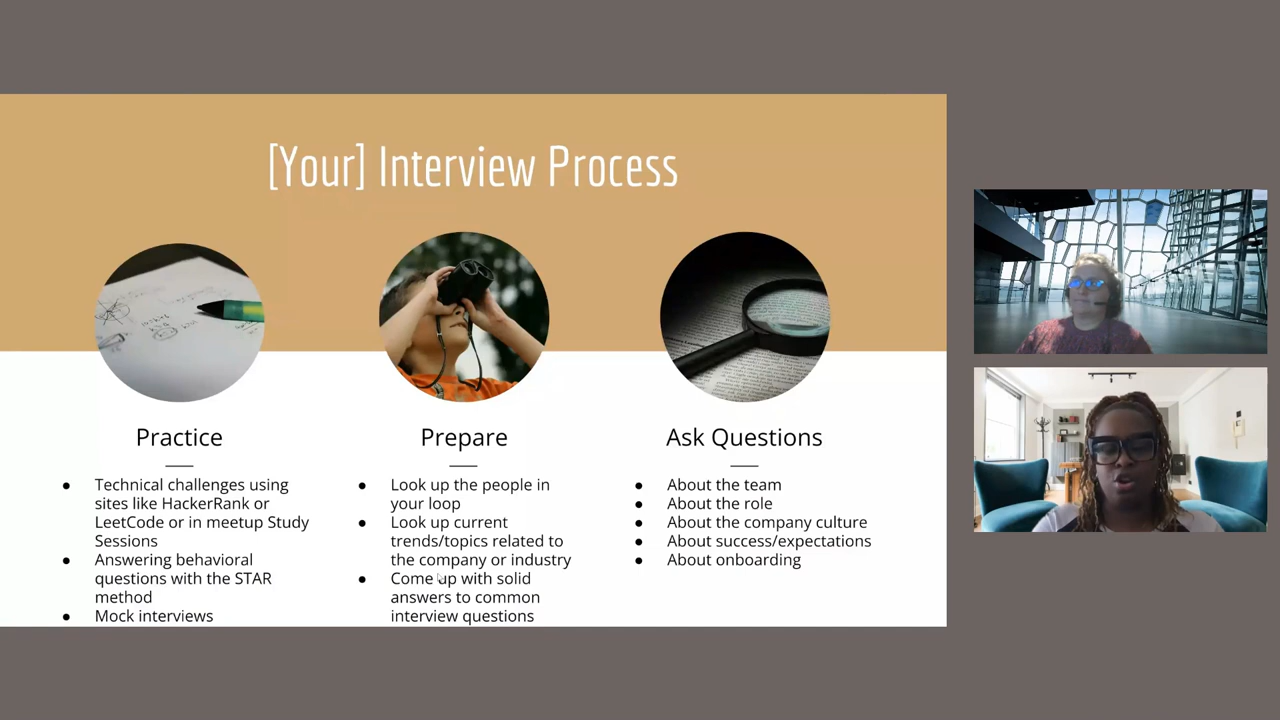 [Your] Interview Process
Practice
● Technical challenges using
sites like HackerRank or
LeetCode or in meetup Study
Sessions
● Answering behavioral
questions with the STAR
method
● Mock interviews
Prepare
● Look up the people in
your loop
● Look up current
trends/topics related to
the company or industry
● Come up with solid
answers to common
interview questions
Ask Questions
● About the team
● About the role
● About the company culture
● About success/expectations
● About onboarding